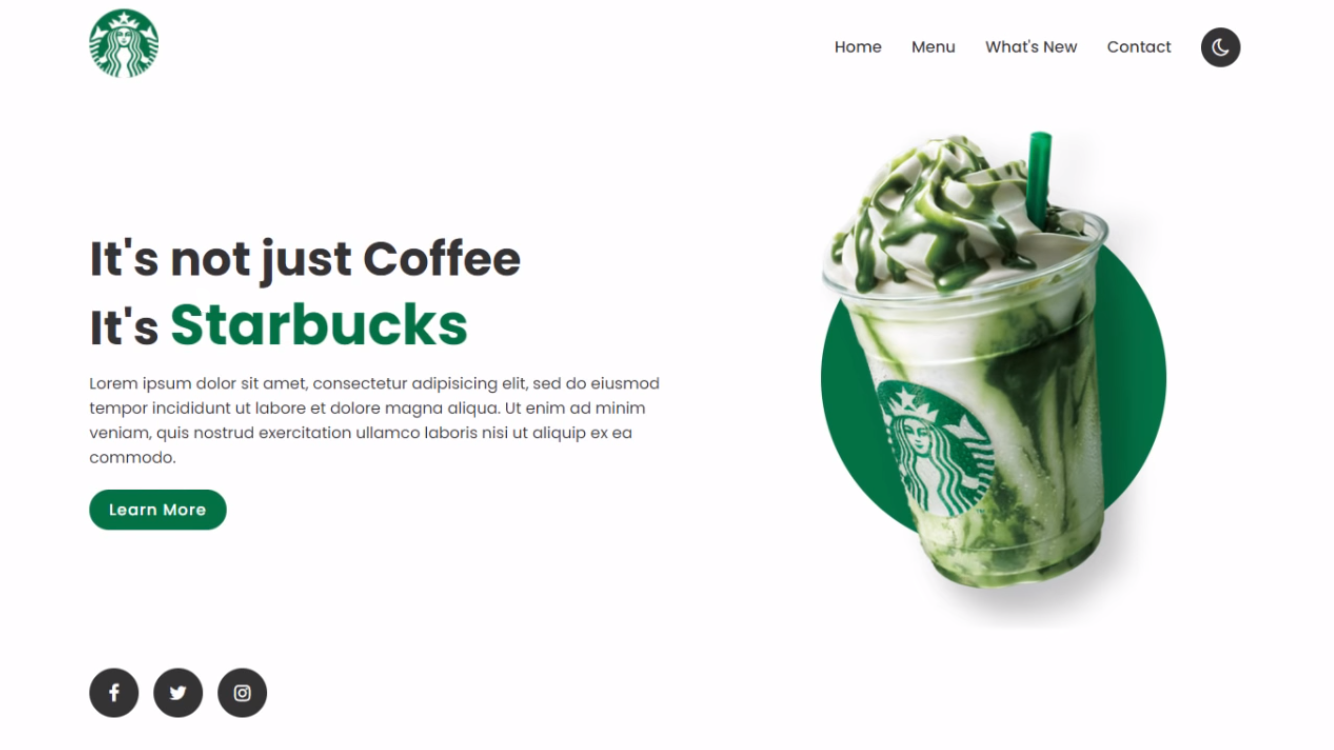 Home Menu What's New Contact
It's not just Coffee
It's Starbucks
Lorem ipsum dolor sit amet, consectetur adipisicing elit, sed do eiusmod
tempor incididunt ut labore et dolore magna aliqua. Ut enim ad minim
veniam, quis nostrud exercitation ullamco laboris nisi ut aliquip ex ea
commodo.
Learn More